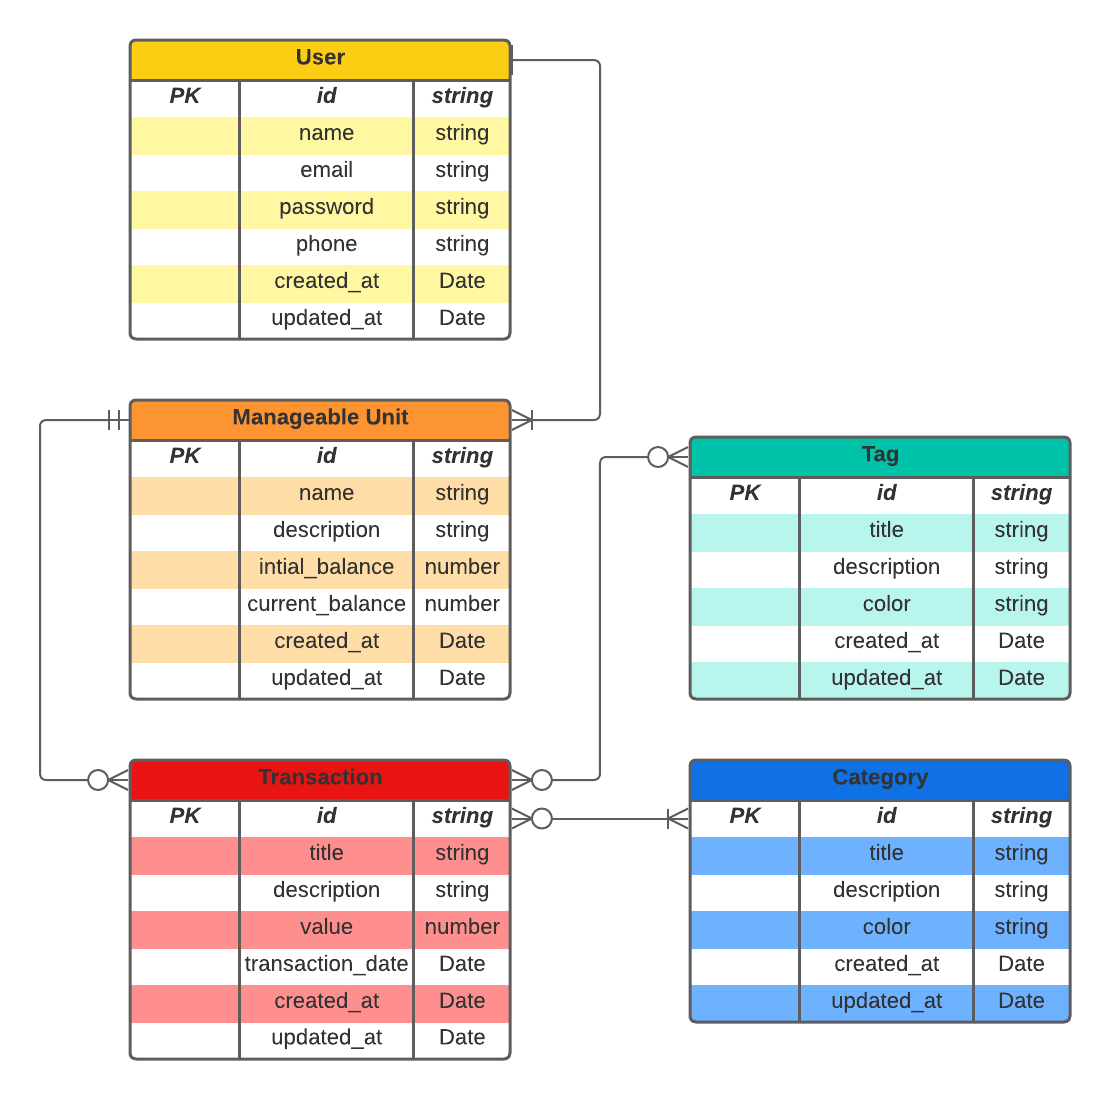 User
PK id string
name string
email string
password string
phone string
created_at Date
updated_at Date
Manageable Unit
PK id string
name string
description string
intial_balance number
current_balance number
created_at Date
updated_at Date
Tag
PK id string
title string
description string
color string
created_at Date
updated_at Date
Transaction
PK id string
title string
description string
value number
transaction_date Date
created_at Date
updated_at Date
Category
PK id string
title string
description string
color string
created_at Date
updated_at Date